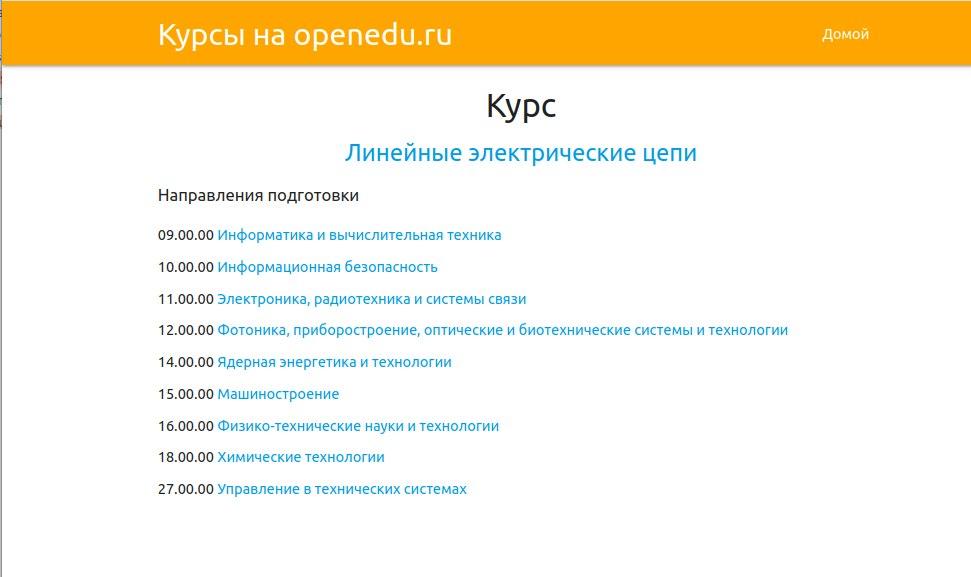 Курсы на openedu.ru
Домой
Курс
Линейные электрические цепи
Направления подготовки
09.00.00 Информатика и вычислительная техника
10.00.00 Информационная безопасность
11.00.00 Электроника, радиотехника и системы связи
12.00.00 Фотоника, приборостроение, оптические и биотехнические системы и технологии
14.00.00 Ядерная энергетика и технологии
15.00.00 Машиностроение
16.00.00 Физико-технические науки и технологии
18.00.00 Химические технологии
27.00.00 Управление в технических системах